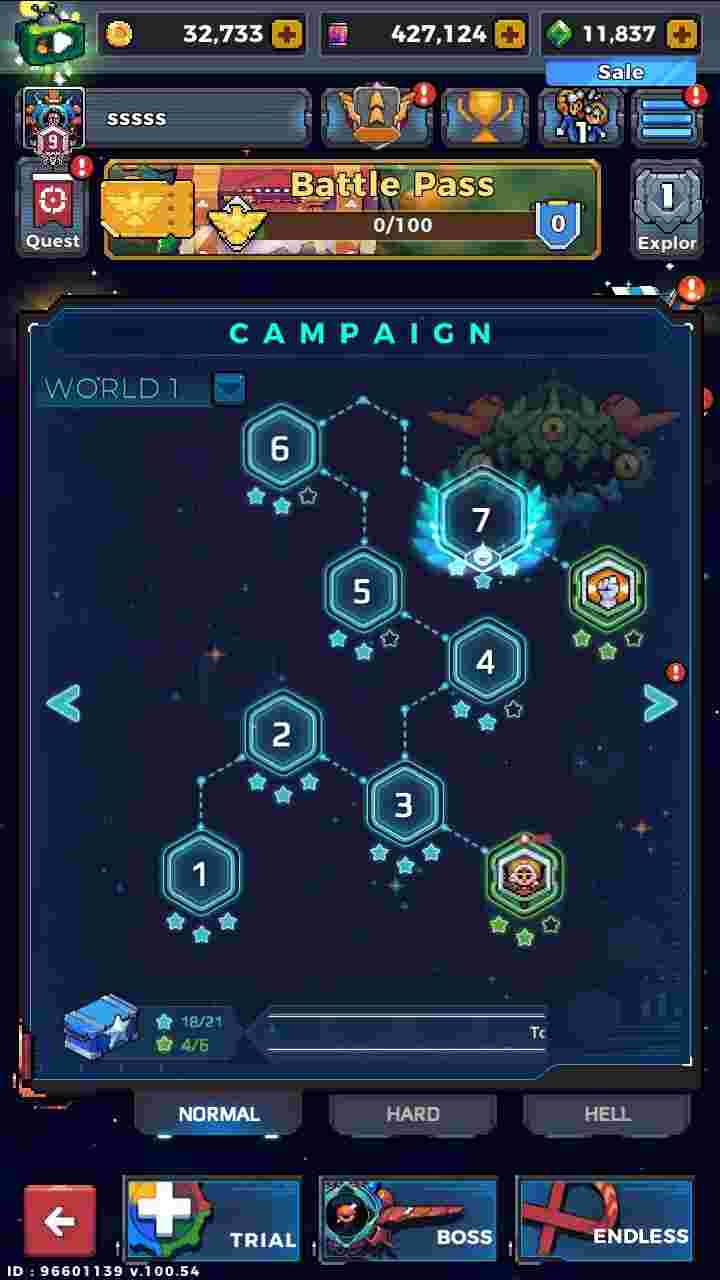 32,733
427,124
11,837
Sale
9
sssss
1
Quest
Battle Pass
0/100
0
1
Explor
CAMPAIGN
WORLD 1
6
7
5
4
2
3
1
18/21
4/6
NORMAL
HARD
HELL
TRIAL
BOSS
ENDLESS
ID : 96601139 v.100.54